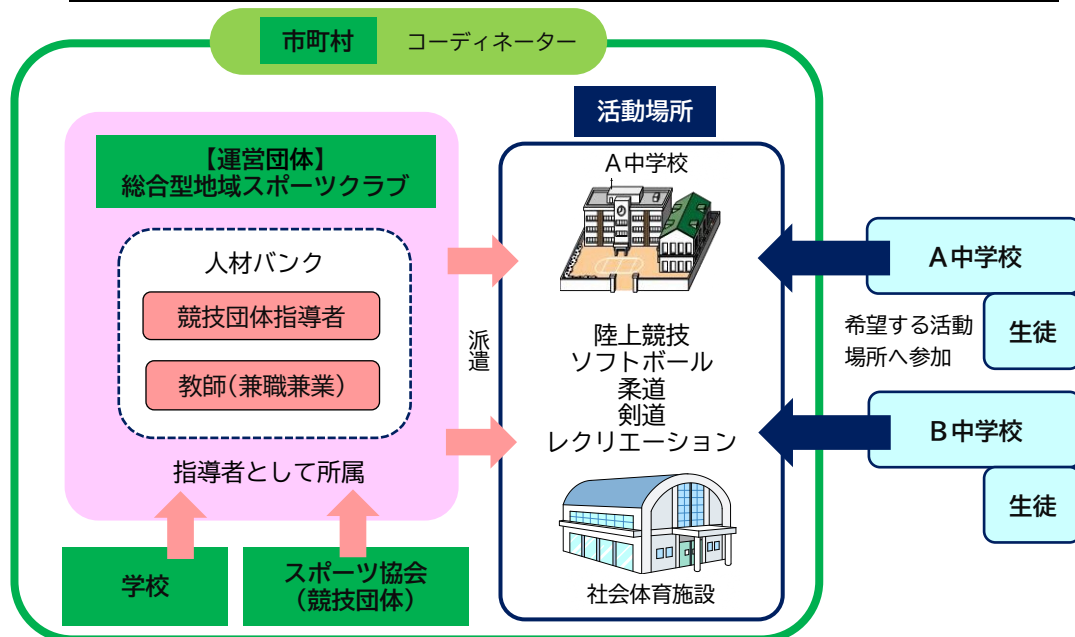 市町村 コーディネーター
【運営団体】
総合型地域スポーツクラブ
人材バンク
競技団体指導者
教師(兼職兼業)
指導者として所属
学校
スポーツ協会
(競技団体)
派遣
活動場所
A中学校
陸上競技
ソフトボール
柔道
剣道
レクリエーション
社会体育施設
A中学校
生徒
希望する活動
場所へ参加
B中学校
生徒